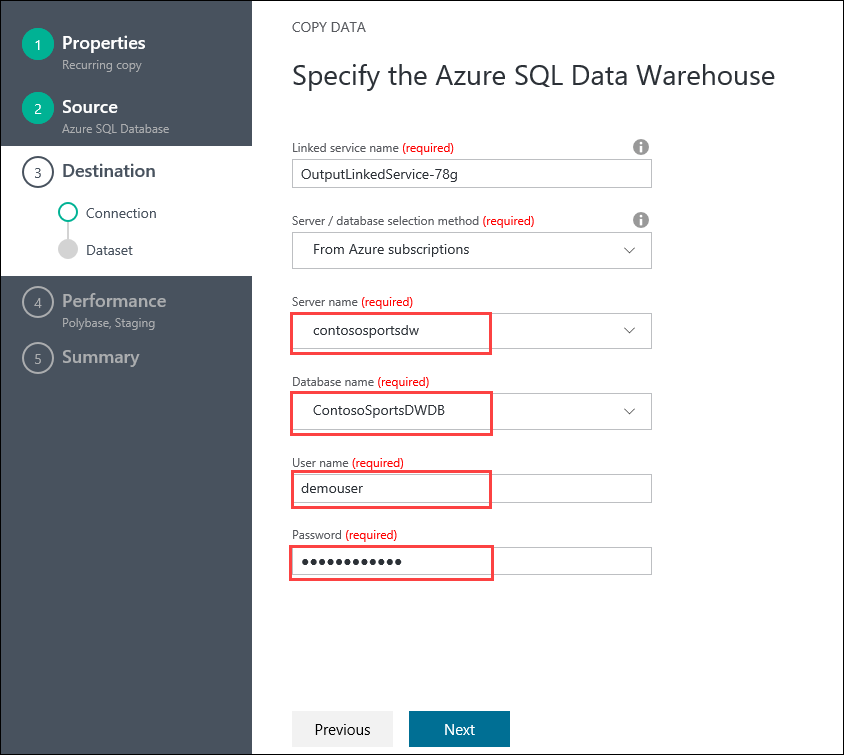 1 Properties
Recurring copy
2 Source
Azure SQL Database
3 Destination
Connection
Dataset
4 Performance
Polybase, Staging
5 Summary
COPY DATA
Specify the Azure SQL Data Warehouse
Linked service name (required)
OutputLinkedService-78g
Server / database selection method (required)
From Azure subscriptions
Server name (required)
contososportsdw
Database name (required)
ContosoSportsDWDB
User name (required)
demouser
Password (required)
●●●●●●●●●●●●
Previous Next